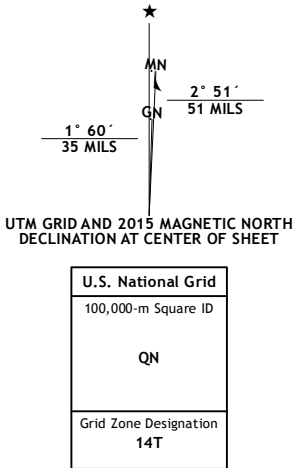 MN
2° 51´
51 MILS
GN
1° 60´
35 MILS
UTM GRID AND 2015 MAGNETIC NORTH
DECLINATION AT CENTER OF SHEET
U.S. National Grid
100,000-m Square ID
QN
Grid Zone Designation
14T